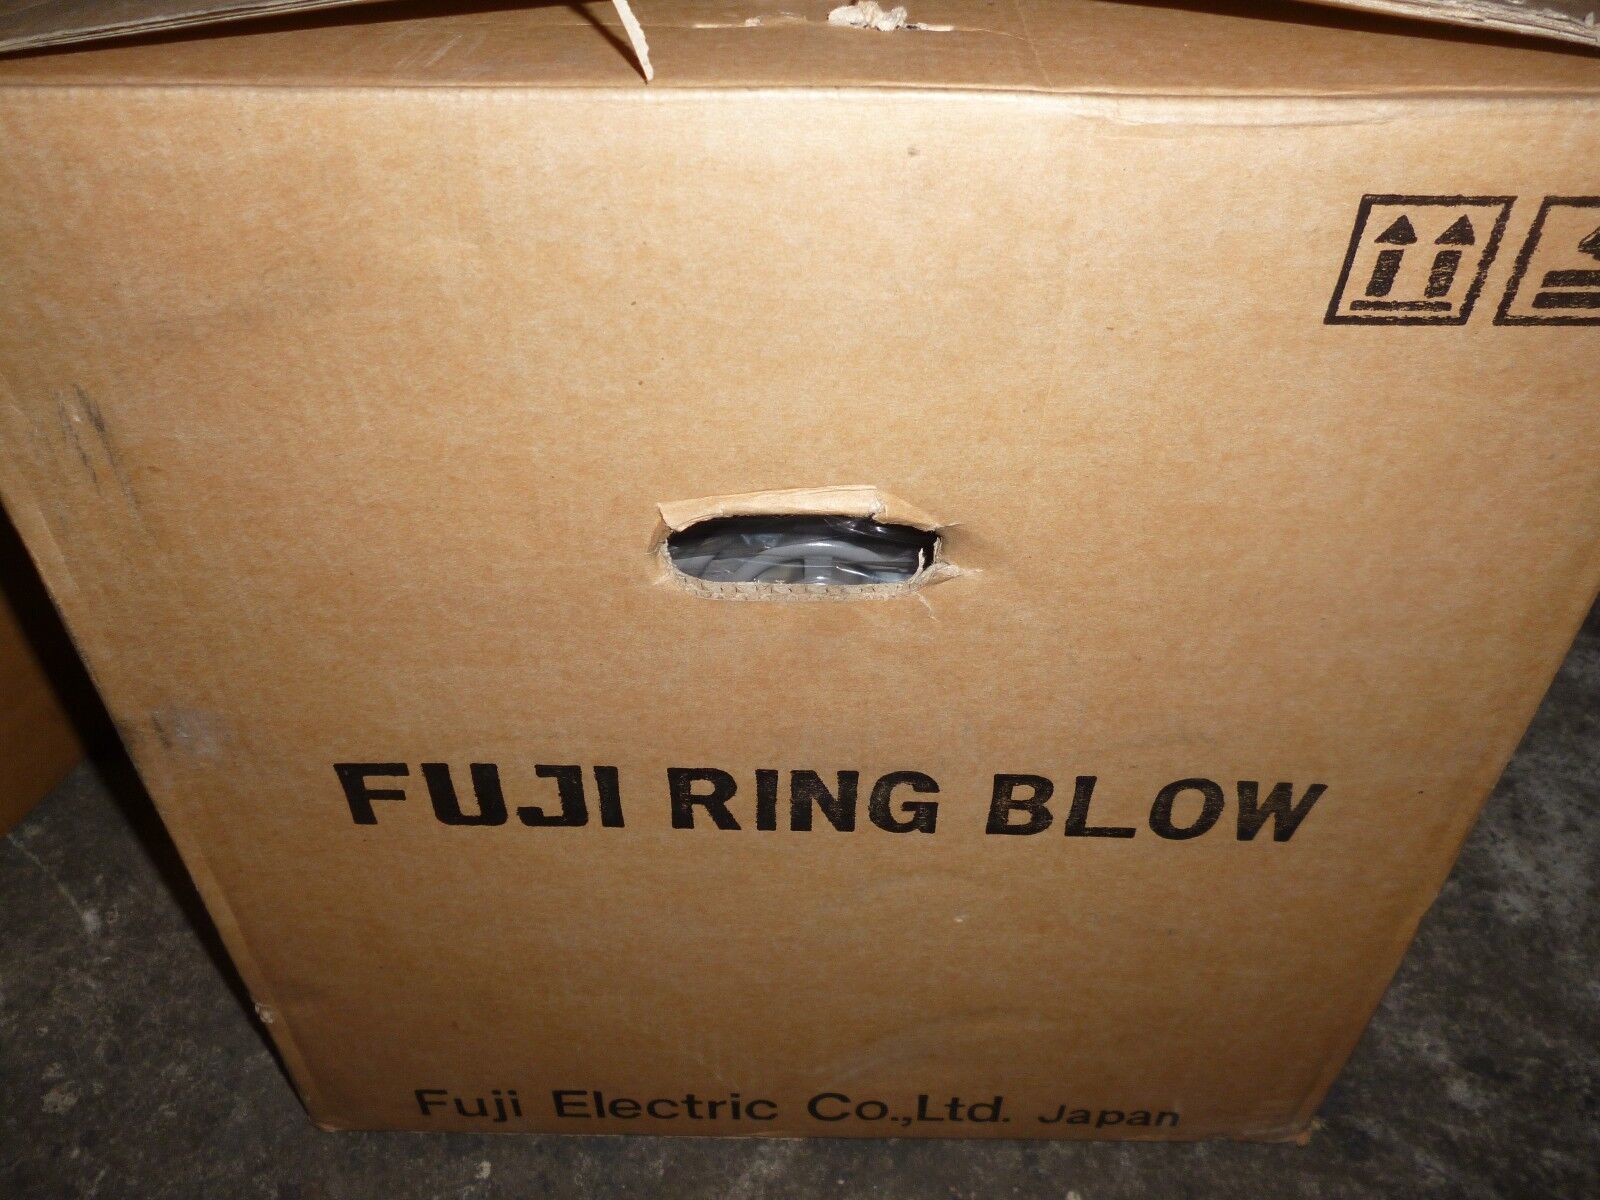 FUJI RING BLOW
Fuji Electric Co.,Ltd. Japan